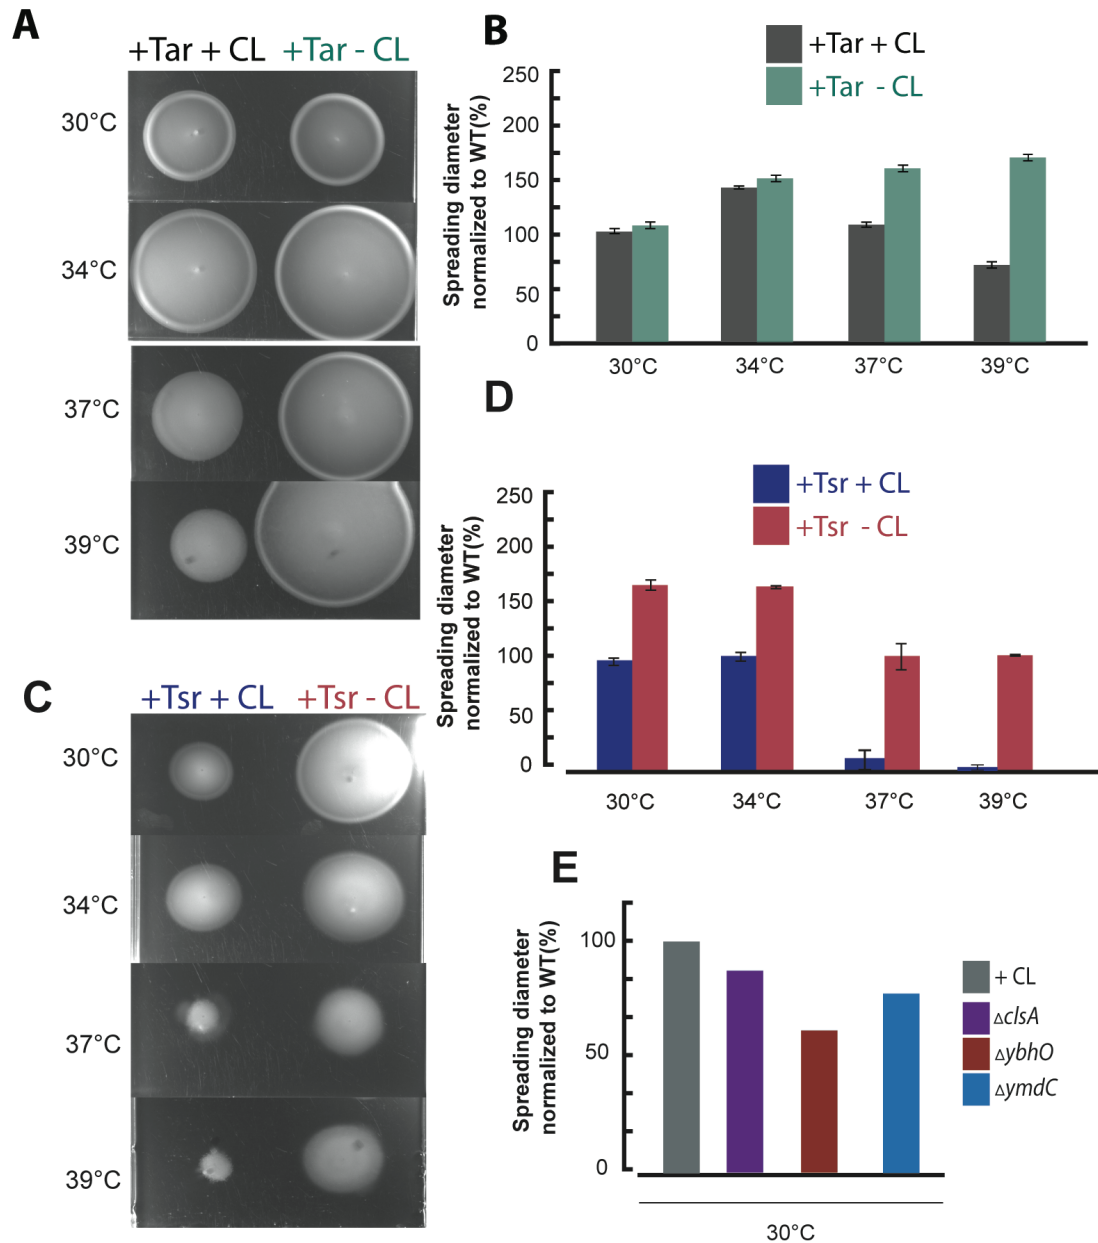 A
+Tar + CL +Tar - CL
30°C
34°C
37°C
39°C
B
+Tar + CL
+Tar - CL
Spreading diameter
normalized to WT(%)
250
200
150
100
50
0
30°C 34°C 37°C 39°C
C
+Tsr + CL +Tsr - CL
30°C
34°C
37°C
39°C
D
+Tsr + CL
+Tsr - CL
Spreading diameter
normalized to WT(%)
250
200
150
100
50
0
30°C 34°C 37°C 39°C
E
Spreading diameter
normalized to WT(%)
100
50
0
+ CL
ΔclsA
ΔybhO
ΔymdC
30°C